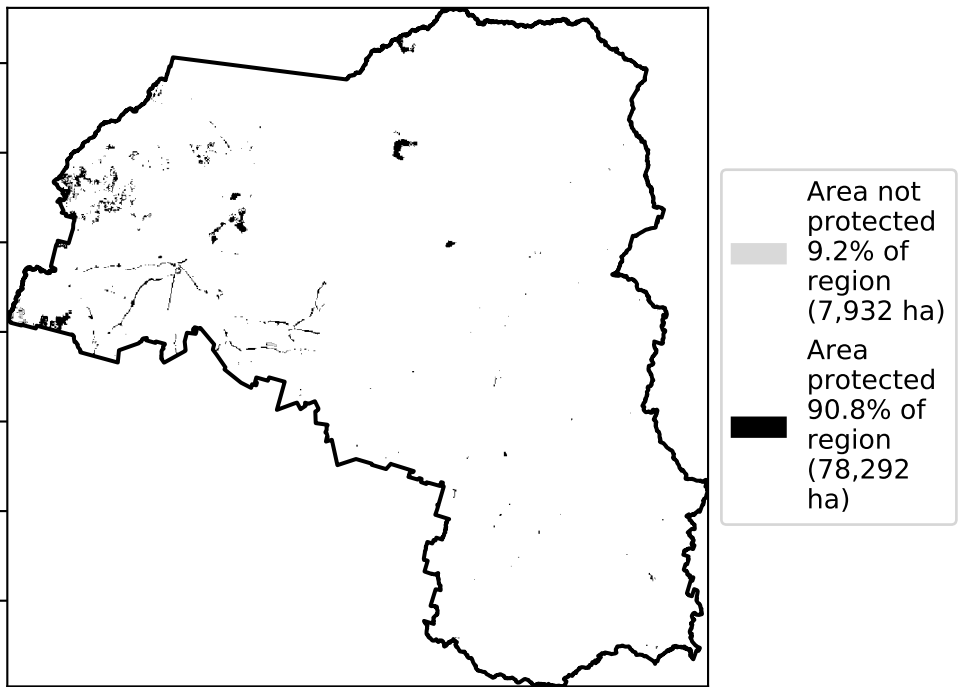 Area not
protected
9.2% of
region
(7,932 ha)
Area
protected
90.8% of
region
(78,292
ha)